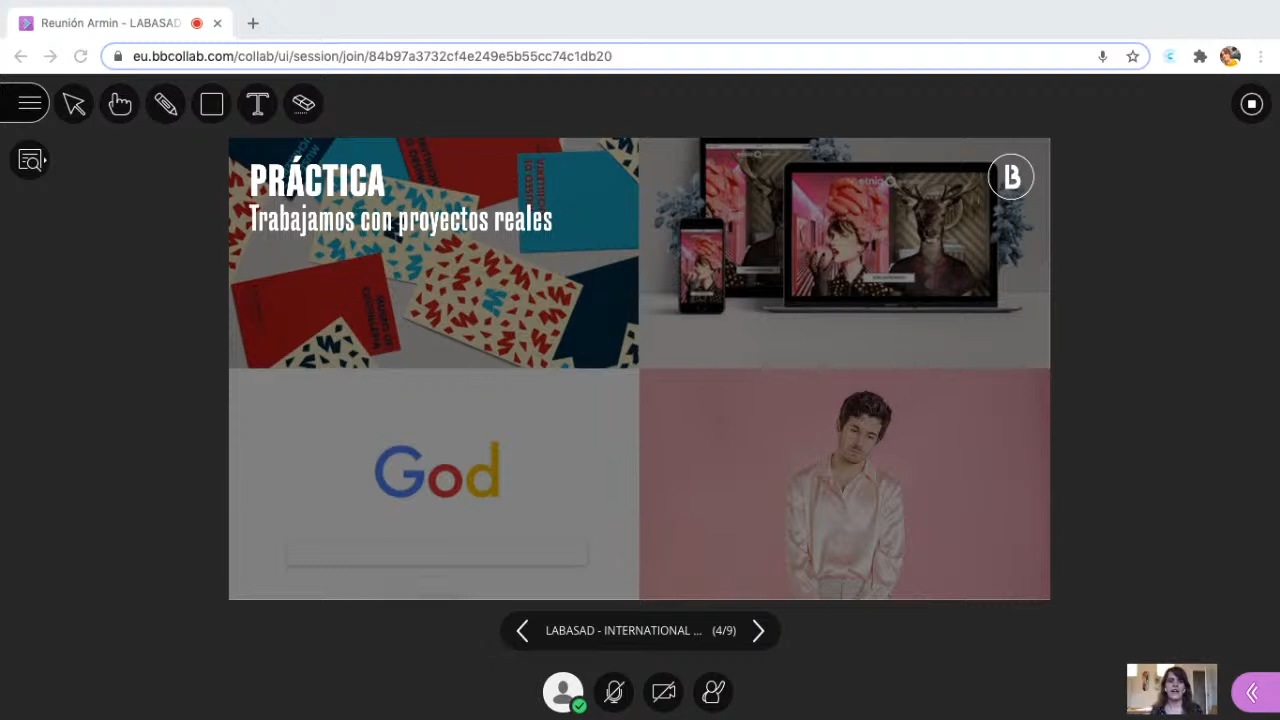 Reunión Armin - LABASAD
eu.bbcollab.com/collab/ui/session/join/84b97a3732cf4e249e5b55cc74c1db20
PRÁCTICA
Trabajamos con proyectos reales
B
etnia
God
LABASAD - INTERNATIONAL ... (4/9)